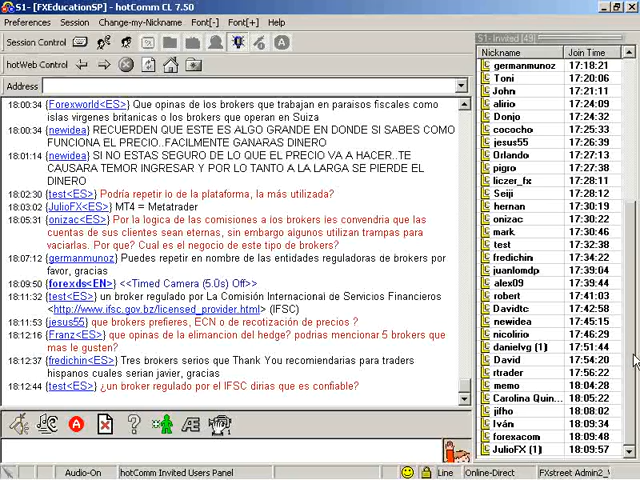 S1- [FXEducationSP] - hotComm CL 7.50
Preferences Session Change-my-Nickname Font[-] Font[+] Help
Session Control
hotWeb Control
Address
18:00:34 {Forexworld<ES>} Que opinas de los brokers que trabajan en paraisos fiscales como
islas virgenes britanicas o los brokers que operan en Suiza
18:00:34 {newidea} RECUERDEN QUE ESTE ES ALGO GRANDE EN DONDE SI SABES COMO
FUNCIONA EL PRECIO..FACILMENTE GANARAS DINERO
18:01:14 {newidea} SI NO ESTAS SEGURO DE LO QUE EL PRECIO VA A HACER..TE
CAUSARA TEMOR INGRESAR Y POR LO TANTO A LA LARGA SE PIERDE EL
DINERO
18:02:30 {test<ES>} Podría repetir lo de la plataforma, la más utilizada?
18:03:02 {JulioFX<ES>} MT4 = Metatrader
18:05:31 {onizac<ES>} Por la logica de las comisiones a los brokers les convendria que las
cuentas de sus clientes sean eternas, sin embargo algunos utilizan trampas para
vaciarlas. Por que? Cual es el negocio de este tipo de brokers?
18:07:12 {germanmunoz} Puedes repetir en nombre de las entidades reguladoras de brokers por
favor, gracias
18:09:50 {forexds<EN>} <<Timed Camera (5.0s) Off>>
18:11:32 {test<ES>} un broker regulado por La Comisión Internacional de Servicios Financieros
<http://www.ifsc.gov.bz/licensed_provider.html> (IFSC)
18:11:53 {jesus55} que brokers prefieres, ECN o de recotización de precios ?
18:12:16 {Franz<ES>} que opinas de la elimancion del hedge? podrias mencionar 5 brokers que
mas le gusten?
18:12:37 {fredichin<ES>} Tres brokers serios que Thank You recomendiarias para traders
hispanos cuales serian javier, gracias
18:12:44 {test<ES>} ¿un broker regulado por el IFSC dirias que es confiable?
S1- Invited [49]
Nickname Join Time
germanmunoz 17:18:21
Toni 17:20:06
John 17:21:11
alirio 17:24:09
Donjo 17:24:32
cococho 17:25:33
jesus55 17:26:39
Orlando 17:27:13
pigro 17:27:38
liczer_fx 17:28:11
Seiji 17:28:12
hernan 17:30:19
onizac 17:30:22
mark 17:30:46
test 17:32:38
fredichin 17:34:22
juanlomdp 17:39:04
alex09 17:39:44
robert 17:41:03
Davidtc 17:42:58
newidea 17:45:15
nicolirio 17:46:29
danielvg (1) 17:51:44
David 17:54:20
rtrader 17:56:22
memo 18:04:28
Carolina Quin... 18:05:22
jifho 18:08:02
Iván 18:09:34
forexacom 18:09:48
JulioFX (1) 18:09:57
Audio-On hotComm Invited Users Panel Line Online-Direct FXstreet Admin2_